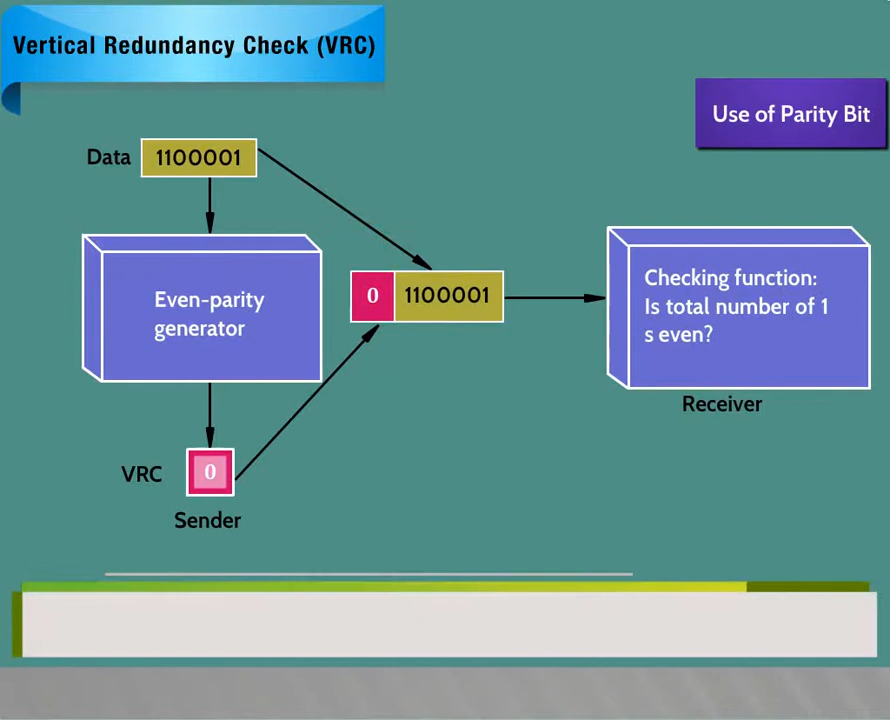 Vertical Redundancy Check (VRC)
Use of Parity Bit
Data 1100001
Even-parity
generator
0 1100001
Checking function:
Is total number of 1
s even?
Receiver
VRC 0
Sender